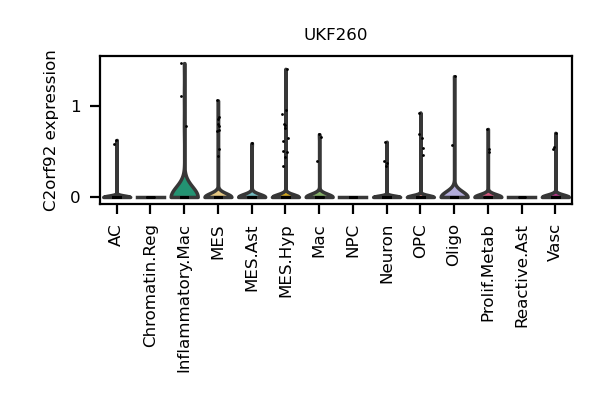 UKF260
C2orf92 expression
1
0
AC
Chromatin.Reg
Inflammatory.Mac
MES
MES.Ast
MES.Hyp
Mac
NPC
Neuron
OPC
Oligo
Prolif.Metab
Reactive.Ast
Vasc